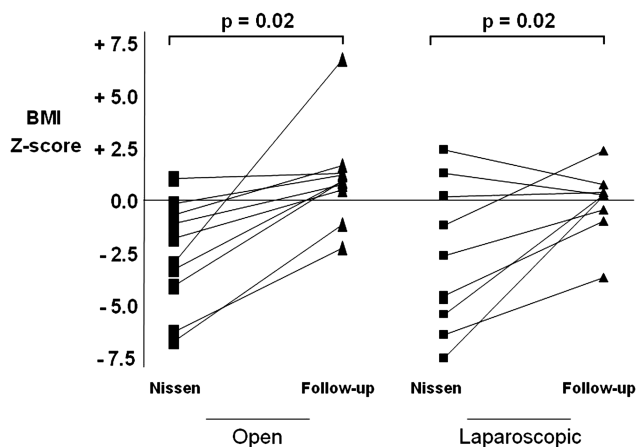 p = 0.02 p = 0.02
+ 7.5
+ 5.0
BMI
Z-score
+ 2.5
0.0
- 2.5
- 5.0
- 7.5
Nissen Follow-up Nissen Follow-up
Open Laparoscopic